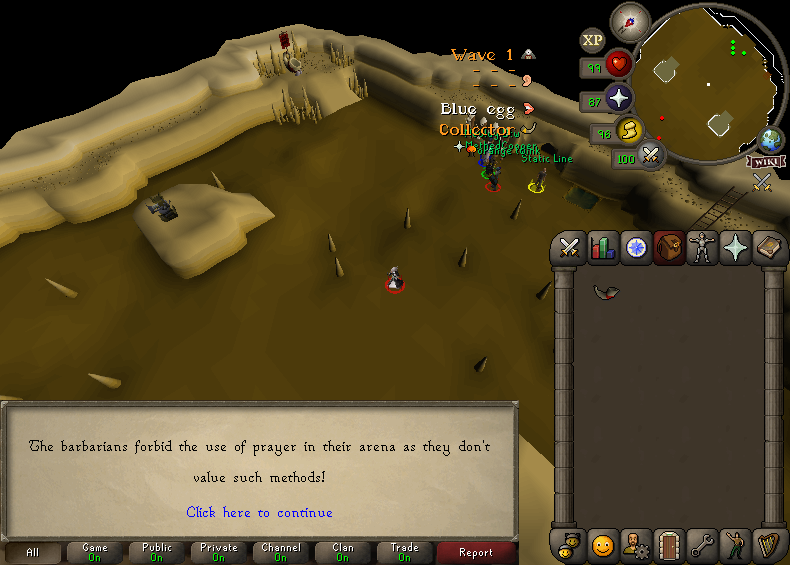 Wave 1
XP
99
Blue egg
67
Collector
96
Static Line
100
WIKI
The barbarians forbid the use of prayer in their arena as they don't
value such methods!
Click here to continue
All
Game
On
Public
On
Private
On
Channel
On
Clan
On
Trade
On
Report